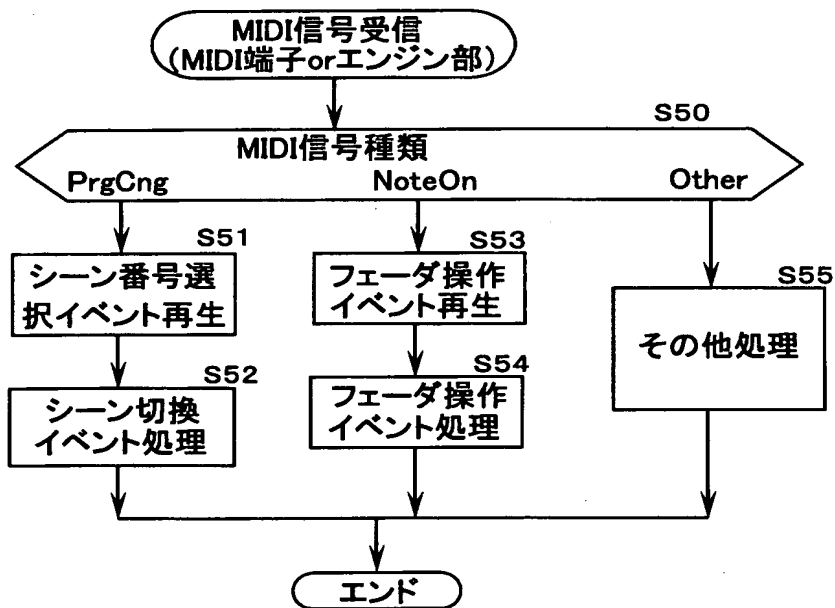 MIDI信号受信
(MIDI端子orエンジン部)
S50
MIDI信号種類
PrgCng
NoteOn
Other
S51
シーン番号選
択イベント再生
S52
シーン切換
イベント処理
S53
フェーダ操作
イベント再生
S54
フェーダ操作
イベント処理
S55
その他処理
エンド